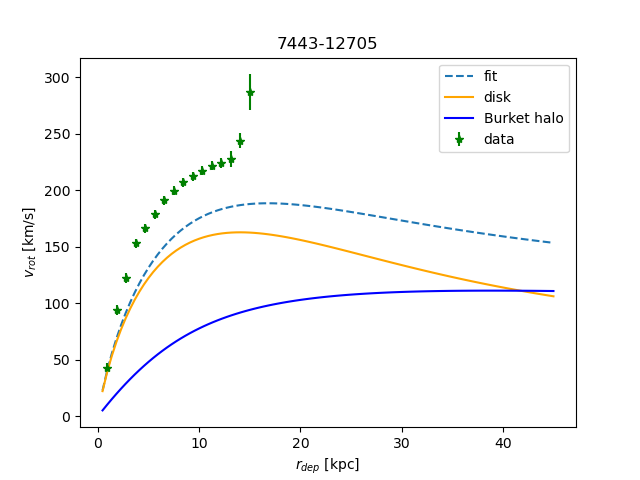 7443-12705
fit
disk
Burket halo
data
300
250
200
150
100
50
0
v_rot [km/s]
0 10 20 30 40
r_dep [kpc]